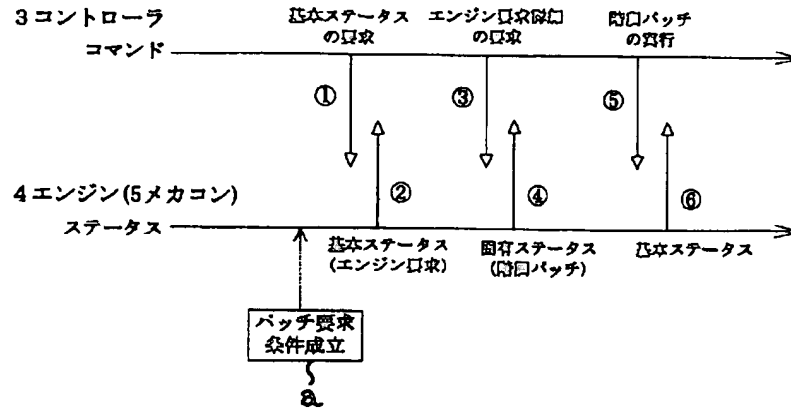 3コントローラ
コマンド
基本ステータス
の要求
エンジン要求
の要求
パッチ
の実行
①
③
⑤
②
④
⑥
4エンジン(5メカコン)
ステータス
基本ステータス
(エンジン要求)
固有ステータス
(パッチ)
基本ステータス
パッチ要求
条件成立
a